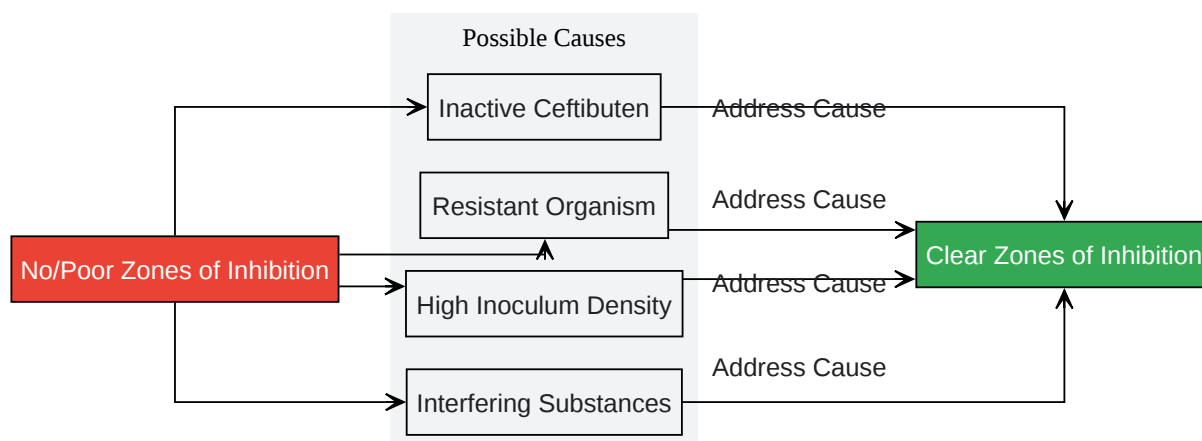 Possible Causes
Inactive Ceftibuten
Address Cause
Resistant Organism
Address Cause
No/Poor Zones of Inhibition
Clear Zones of Inhibition
High Inoculum Density
Address Cause
Interfering Substances
Address Cause